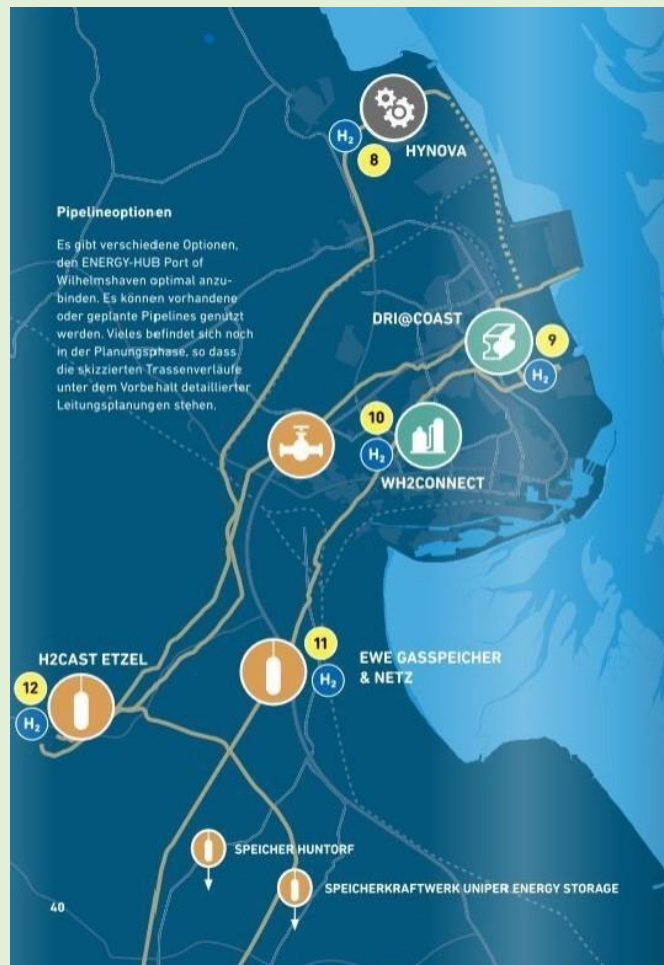 H₂
8
HYNOVA
Pipelineoptionen
Es gibt verschiedene Optionen,
den ENERGY-HUB Port of
Wilhelmshaven optimal anzu-
binden. Es können vorhandene
oder geplante Pipelines genutzt
werden. Vieles befindet sich noch
in der Planungsphase, so dass
die skizzierten Trassenverläufe
unter dem Vorbehalt detaillierter
Leitungsplanungen stehen.
DRI@COAST
9
H₂
10
H₂
WH2CONNECT
11
H₂
EWE GASSPEICHER
& NETZ
H2CAST ETZEL
12
H₂
SPEICHER HUNTORF
SPEICHERKRAFTWERK UNIPER ENERGY STORAGE
40